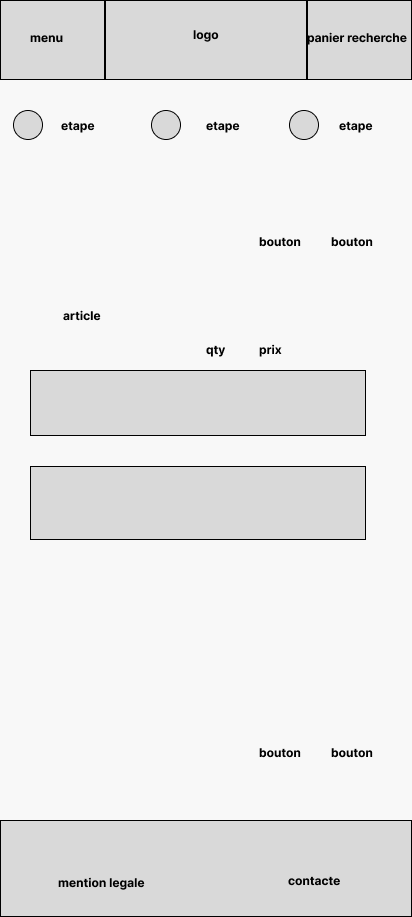 menu logo panier recherche
etape etape etape
bouton bouton
article
qty prix
bouton bouton
mention legale contacte